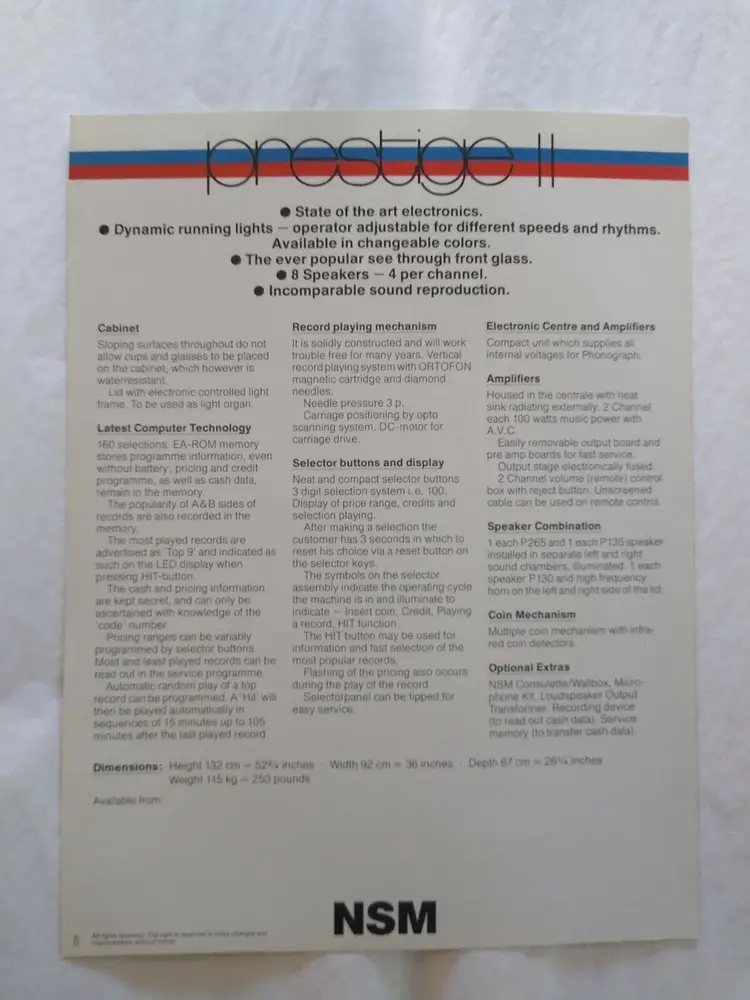 prestige II
● State of the art electronics.
● Dynamic running lights — operator adjustable for different speeds and rhythms.
Available in changeable colors.
● The ever popular see through front glass.
● 8 Speakers — 4 per channel.
● Incomparable sound reproduction.
Cabinet
Sloping surfaces throughout do not
allow cups and glasses to be placed
on the cabinet, which however is
waterresistant.
Lid with electronic controlled light
frame. To be used as light organ.
Latest Computer Technology
160 selections. EA-ROM memory
stores programme information, even
without battery; pricing and credit
programme, as well as cash data,
remain in the memory.
The popularity of A&B sides of
records are also recorded in the
memory.
The most played records are
advertised as 'Top 9' and indicated as
such on the LED display when
pressing HIT-button.
The cash and pricing information
are kept secret, and can only be
ascertained with knowledge of the
'code' number.
Pricing ranges can be variably
programmed by selector buttons.
Most and least played records can be
read out in the service programme.
Automatic random play of a top
record can be programmed. A 'Hit' will
then be played automatically in
sequences of 15 minutes up to 105
minutes after the last played record.
Record playing mechanism
It is solidly constructed and will work
trouble free for many years. Vertical
record playing system with ORTOFON
magnetic cartridge and diamond
needles.
Needle pressure 3 p.
Carriage positioning by opto
scanning system. DC-motor for
carriage drive.
Selector buttons and display
Neat and compact selector buttons
3 digit selection system i.e. 100.
Display of price range, credits and
selection playing.
After making a selection the
customer has 3 seconds in which to
reset his choice via a reset button on
the selector keys.
The symbols on the selector
assembly indicate the operating cycle
the machine is in and illuminate to
indicate — Insert coin, Credit, Playing
a record, HIT function.
The HIT button may be used for
information and fast selection of the
most popular records.
Flashing of the pricing also occurs
during the play of the record.
Selectorpanel can be tipped for
easy service.
Electronic Centre and Amplifiers
Compact unit which supplies all
internal voltages for Phonograph.
Amplifiers
Housed in the centrale with heat
sink radiating externally. 2 Channel
each 100 watts music power with
A.V.C.
Easily removable output board and
pre amp boards for fast service.
Output stage electronically fused.
2 Channel volume (remote) control
box with reject button. Unscreened
cable can be used on remote control.
Speaker Combination
1 each P265 and 1 each P135 speaker
installed in separate left and right
sound chambers, illuminated. 1 each
speaker P130 and high frequency
horn on the left and right side of the lid.
Coin Mechanism
Multiple coin mechanism with infra-
red coin detectors.
Optional Extras
NSM Consulette/Wallbox, Micro-
phone Kit, Loudspeaker Output
Transformer. Recording device
(to read out cash data). Service
memory (to transfer cash data).
Dimensions: Height 132 cm = 52 inches · Width 92 cm = 36 inches · Depth 67 cm = 26 inches
Weight 115 kg = 253 pounds
Available from:
NSM
All rights reserved. The right is reserved to make changes and
improvements without notice.